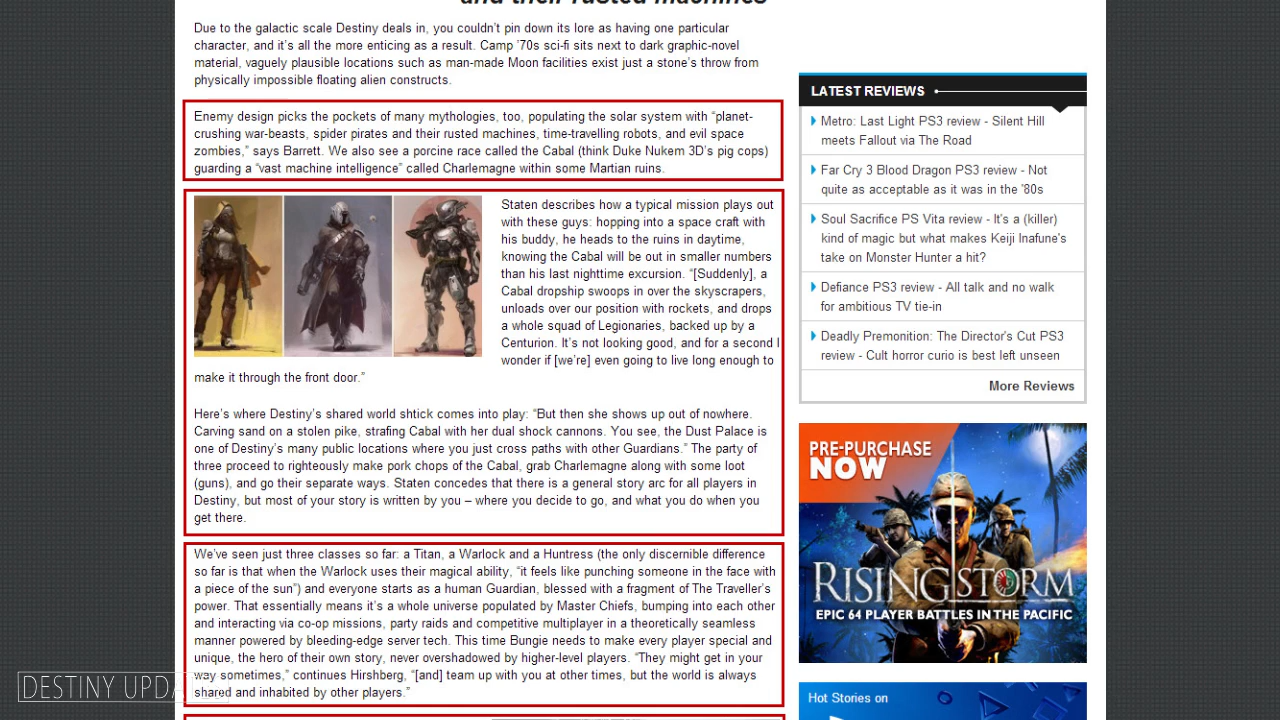 and their rusted machines"
Due to the galactic scale Destiny deals in, you couldn't pin down its lore as having one particular
character, and it's all the more enticing as a result. Camp '70s sci-fi sits next to dark graphic-novel
material, vaguely plausible locations such as man-made Moon facilities exist just a stone's throw from
physically impossible floating alien constructs.
Enemy design picks the pockets of many mythologies, too, populating the solar system with “planet-
crushing war-beasts, spider pirates and their rusted machines, time-travelling robots, and evil space
zombies,” says Barrett. We also see a porcine race called the Cabal (think Duke Nukem 3D's pig cops)
guarding a “vast machine intelligence” called Charlemagne within some Martian ruins.
Staten describes how a typical mission plays out
with these guys: hopping into a space craft with
his buddy, he heads to the ruins in daytime,
knowing the Cabal will be out in smaller numbers
than his last nighttime excursion. “[Suddenly], a
Cabal dropship swoops in over the skyscrapers,
unloads over our position with rockets, and drops
a whole squad of Legionaries, backed up by a
Centurion. It's not looking good, and for a second I
wonder if [we're] even going to live long enough to
make it through the front door.”
Here's where Destiny's shared world shtick comes into play: “But then she shows up out of nowhere.
Carving sand on a stolen pike, strafing Cabal with her dual shock cannons. You see, the Dust Palace is
one of Destiny's many public locations where you just cross paths with other Guardians.” The party of
three proceed to righteously make pork chops of the Cabal, grab Charlemagne along with some loot
(guns), and go their separate ways. Staten concedes that there is a general story arc for all players in
Destiny, but most of your story is written by you – where you decide to go, and what you do when you
get there.
We've seen just three classes so far: a Titan, a Warlock and a Huntress (the only discernible difference
so far is that when the Warlock uses their magical ability, “it feels like punching someone in the face with
a piece of the sun”) and everyone starts as a human Guardian, blessed with a fragment of The Traveller's
power. That essentially means it's a whole universe populated by Master Chiefs, bumping into each other
and interacting via co-op missions, party raids and competitive multiplayer in a theoretically seamless
manner powered by bleeding-edge server tech. This time Bungie needs to make every player special and
unique, the hero of their own story, never overshadowed by higher-level players. “They might get in your
way sometimes,” continues Hirshberg, “[and] team up with you at other times, but the world is always
shared and inhabited by other players.”
LATEST REVIEWS
Metro: Last Light PS3 review - Silent Hill
meets Fallout via The Road
Far Cry 3 Blood Dragon PS3 review - Not
quite as acceptable as it was in the '80s
Soul Sacrifice PS Vita review - It's a (killer)
kind of magic but what makes Keiji Inafune's
take on Monster Hunter a hit?
Defiance PS3 review - All talk and no walk
for ambitious TV tie-in
Deadly Premonition: The Director's Cut PS3
review - Cult horror curio is best left unseen
More Reviews
PRE-PURCHASE
NOW
RISING STORM
EPIC 64 PLAYER BATTLES IN THE PACIFIC
Hot Stories on
DESTINY UPDA